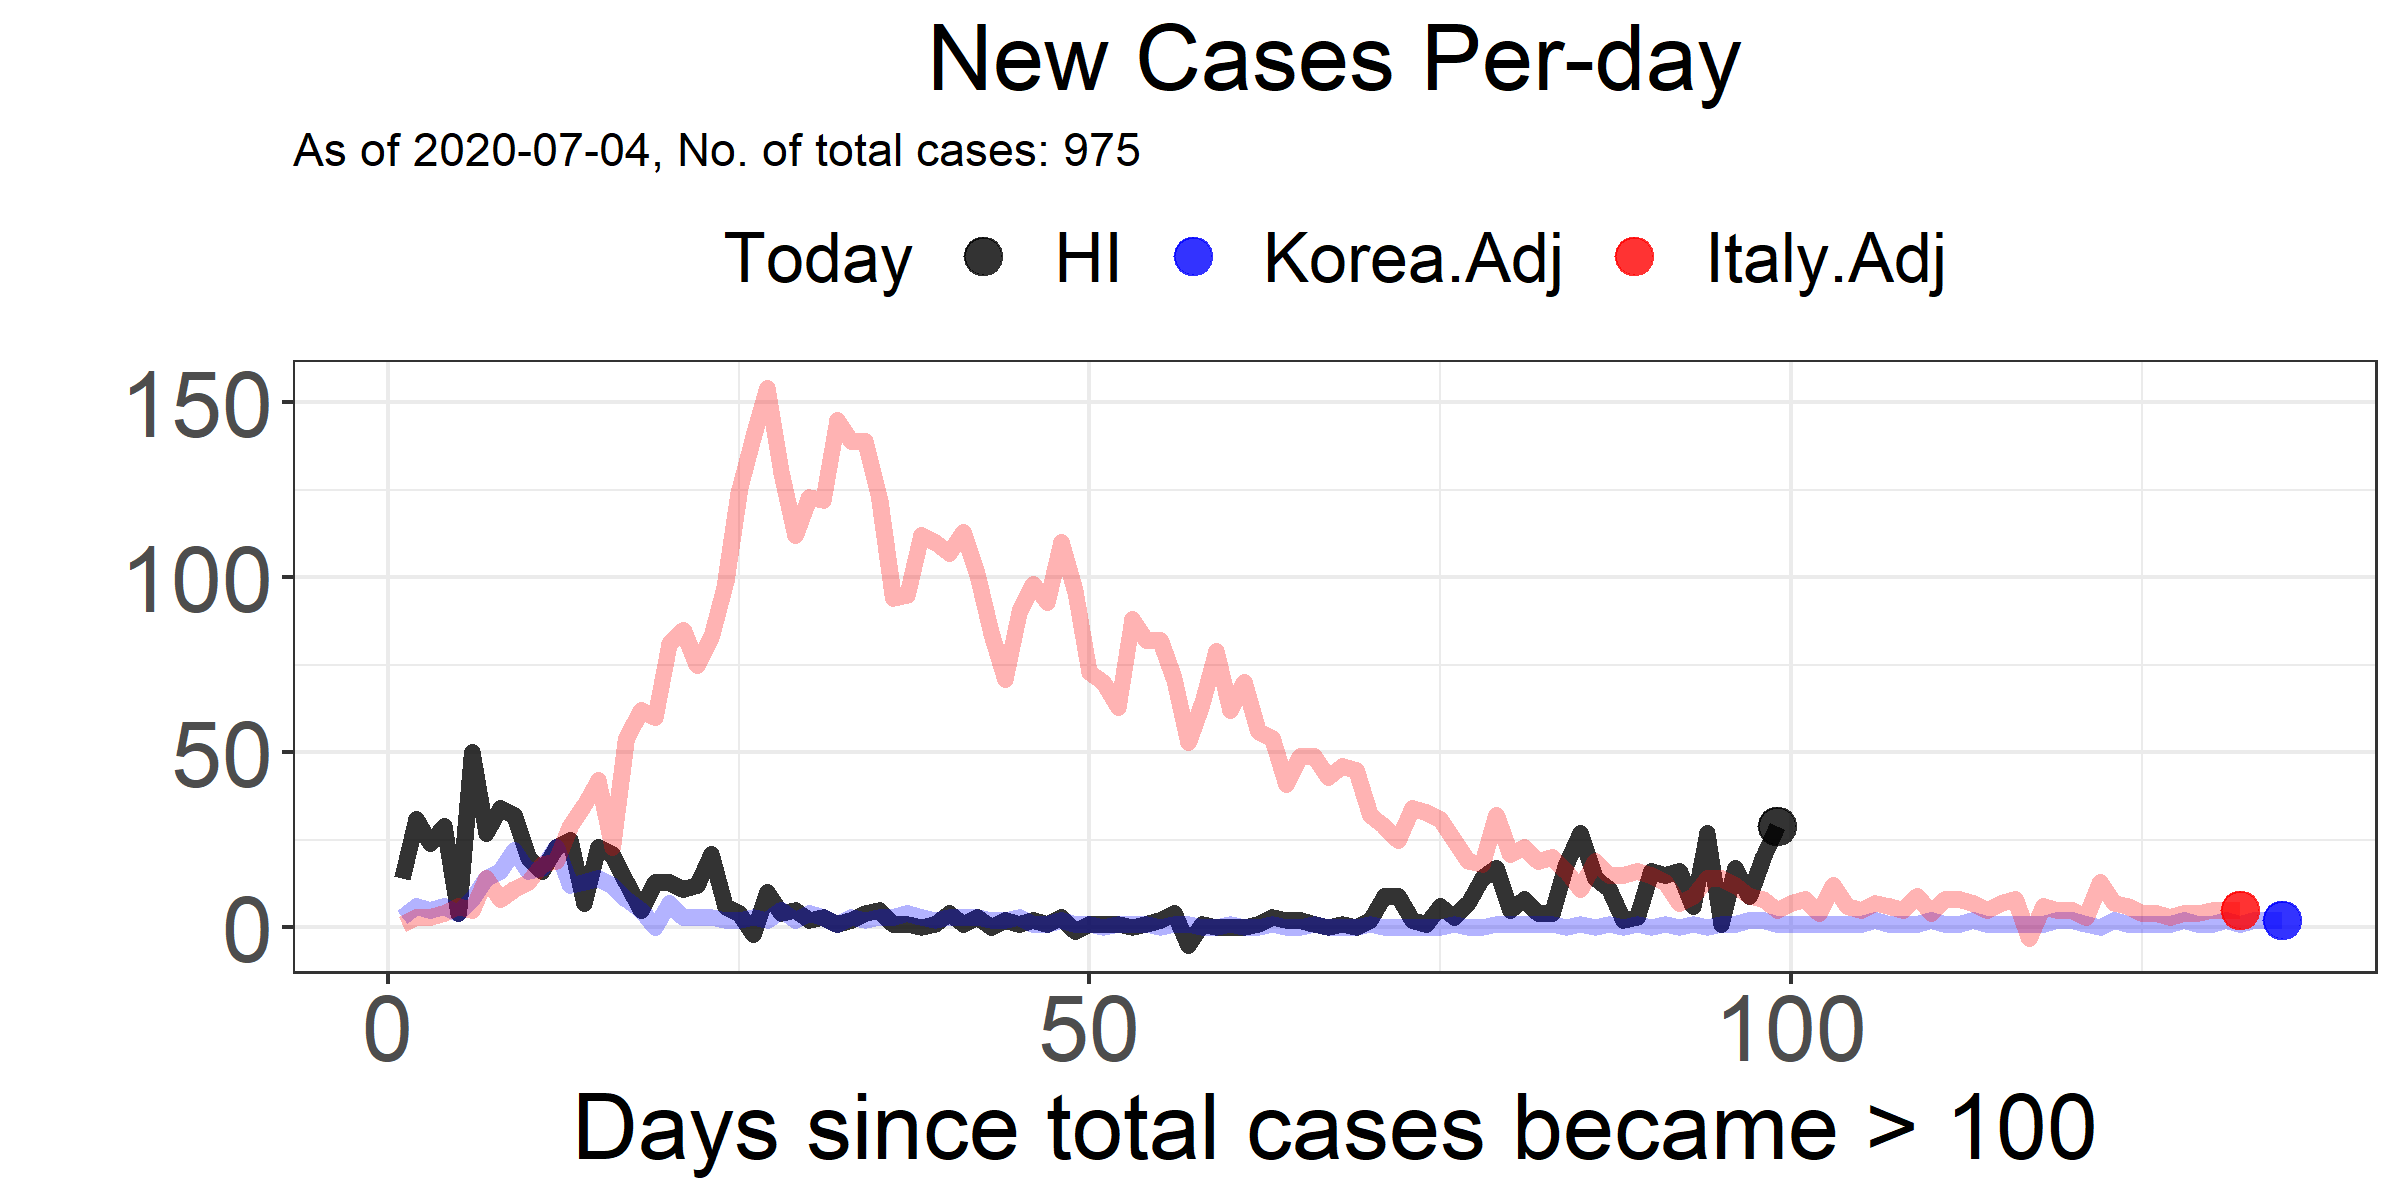 New Cases Per-day
As of 2020-07-04, No. of total cases: 975
Today HI Korea.Adj Italy.Adj
150
100
50
0
0 50 100
Days since total cases became > 100